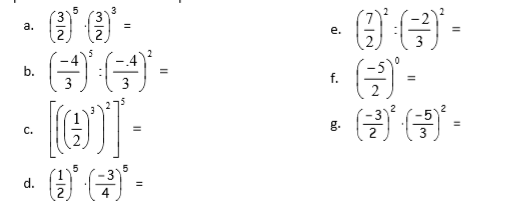 a. (3/2)⁵ · (3/2)³ =
b. (-4/3)⁵ : (-.4/3)² =
c. [((1/2)³)²]⁵ =
d. (1/2)⁵ · (-3/4)⁵ =
e. (7/2)² : (-2/3)² =
f. (-5/2)⁰ =
g. (-3/2)² · (-5/3)² =